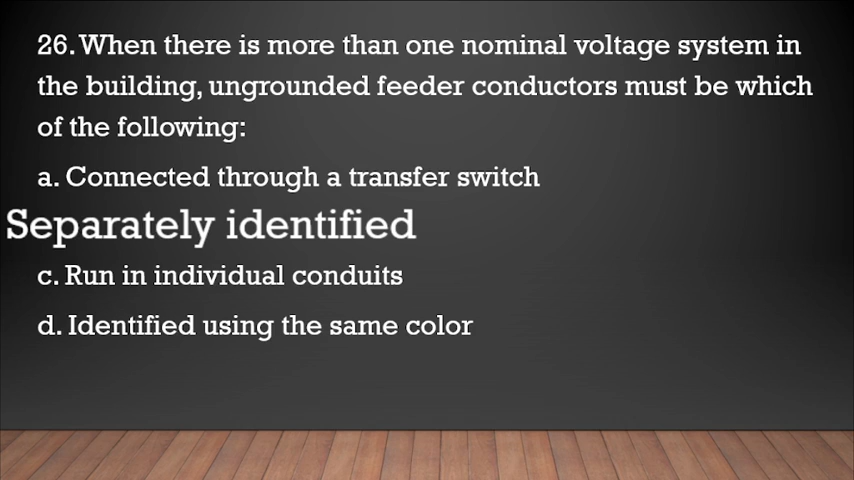 26. When there is more than one nominal voltage system in
the building, ungrounded feeder conductors must be which
of the following:
a. Connected through a transfer switch
Separately identified
c. Run in individual conduits
d. Identified using the same color